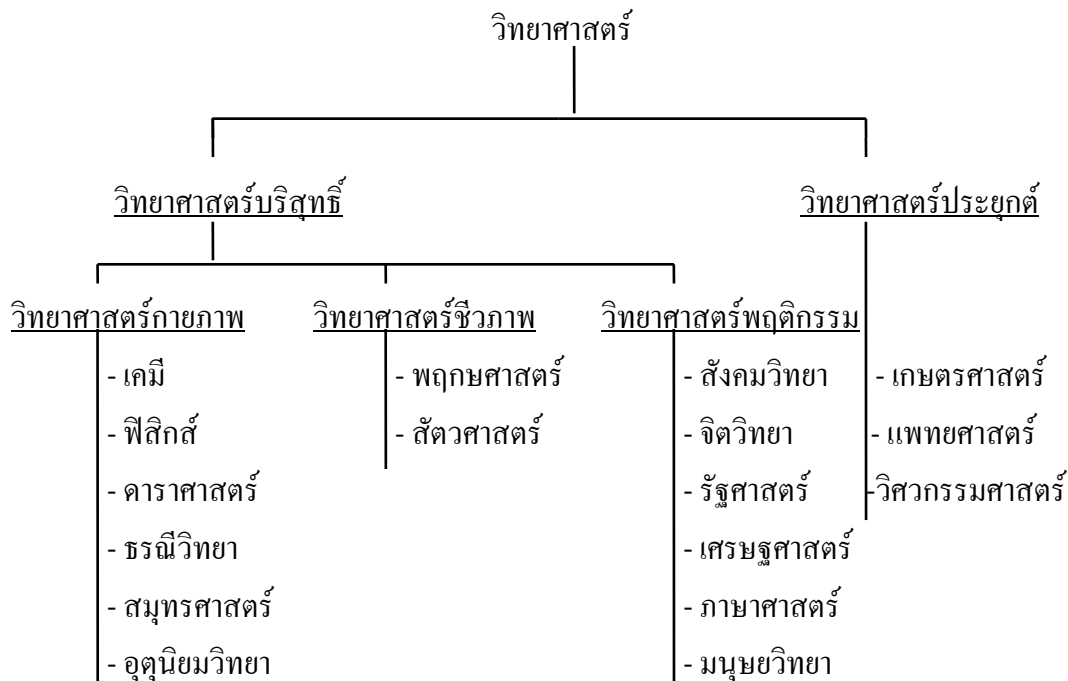 วิทยาศาสตร์
วิทยาศาสตร์บริสุทธิ์ วิทยาศาสตร์ประยุกต์
วิทยาศาสตร์กายภาพ วิทยาศาสตร์ชีวภาพ วิทยาศาสตร์พฤติกรรม
- เคมี - พฤกษศาสตร์ - สังคมวิทยา - เกษตรศาสตร์
- ฟิสิกส์ - สัตวศาสตร์ - จิตวิทยา - แพทยศาสตร์
- ดาราศาสตร์ - รัฐศาสตร์ -วิศวกรรมศาสตร์
- ธรณีวิทยา - เศรษฐศาสตร์
- สมุทรศาสตร์ - ภาษาศาสตร์
- อุตุนิยมวิทยา - มนุษยวิทยา